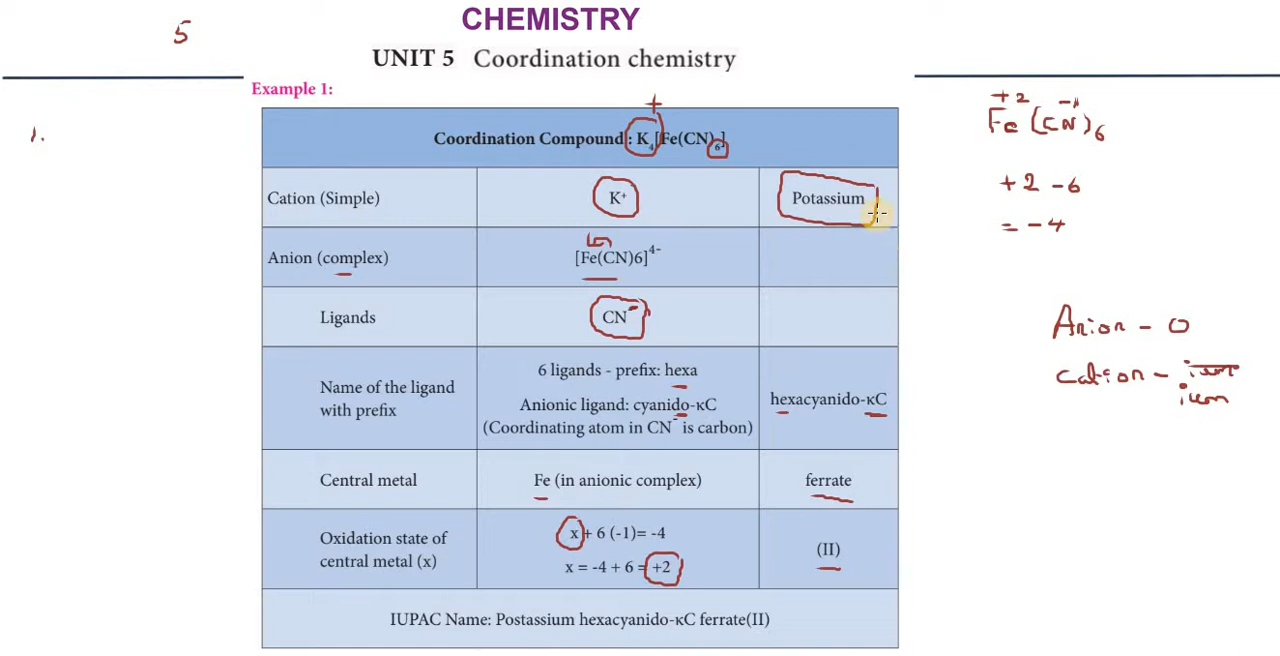 CHEMISTRY
5
UNIT 5 Coordination chemistry
Example 1:
1.
Coordination Compound : K4[Fe(CN)6]
Cation (Simple) K+ Potassium
Anion (complex) [Fe(CN)6]4-
Ligands CN-
Name of the ligand with prefix
6 ligands - prefix: hexa
Anionic ligand: cyanido-κC
(Coordinating atom in CN- is carbon)
hexacyanido-κC
Central metal Fe (in anionic complex) ferrate
Oxidation state of
central metal (x)
x + 6 (-1)= -4
x = -4 + 6 = +2
(II)
IUPAC Name: Postassium hexacyanido-κC ferrate(II)
+2 -1
Fe (CN)6
+2 -6
= -4
Anion - o
Cation - ium
ium